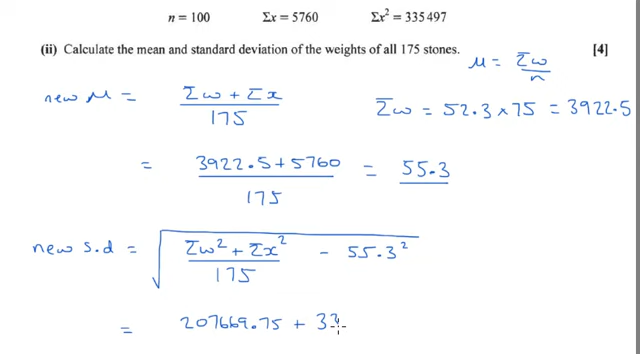 n = 100 Σx = 5760 Σx² = 335 497
(ii) Calculate the mean and standard deviation of the weights of all 175 stones. [4]
μ = Σw / n
new μ = (Σw + Σx) / 175 Σw = 52.3 × 75 = 3922.5
= (3922.5 + 5760) / 175 = 55.3
new s.d = √((Σw² + Σx²) / 175 - 55.3²)
= 207669.75 + 33